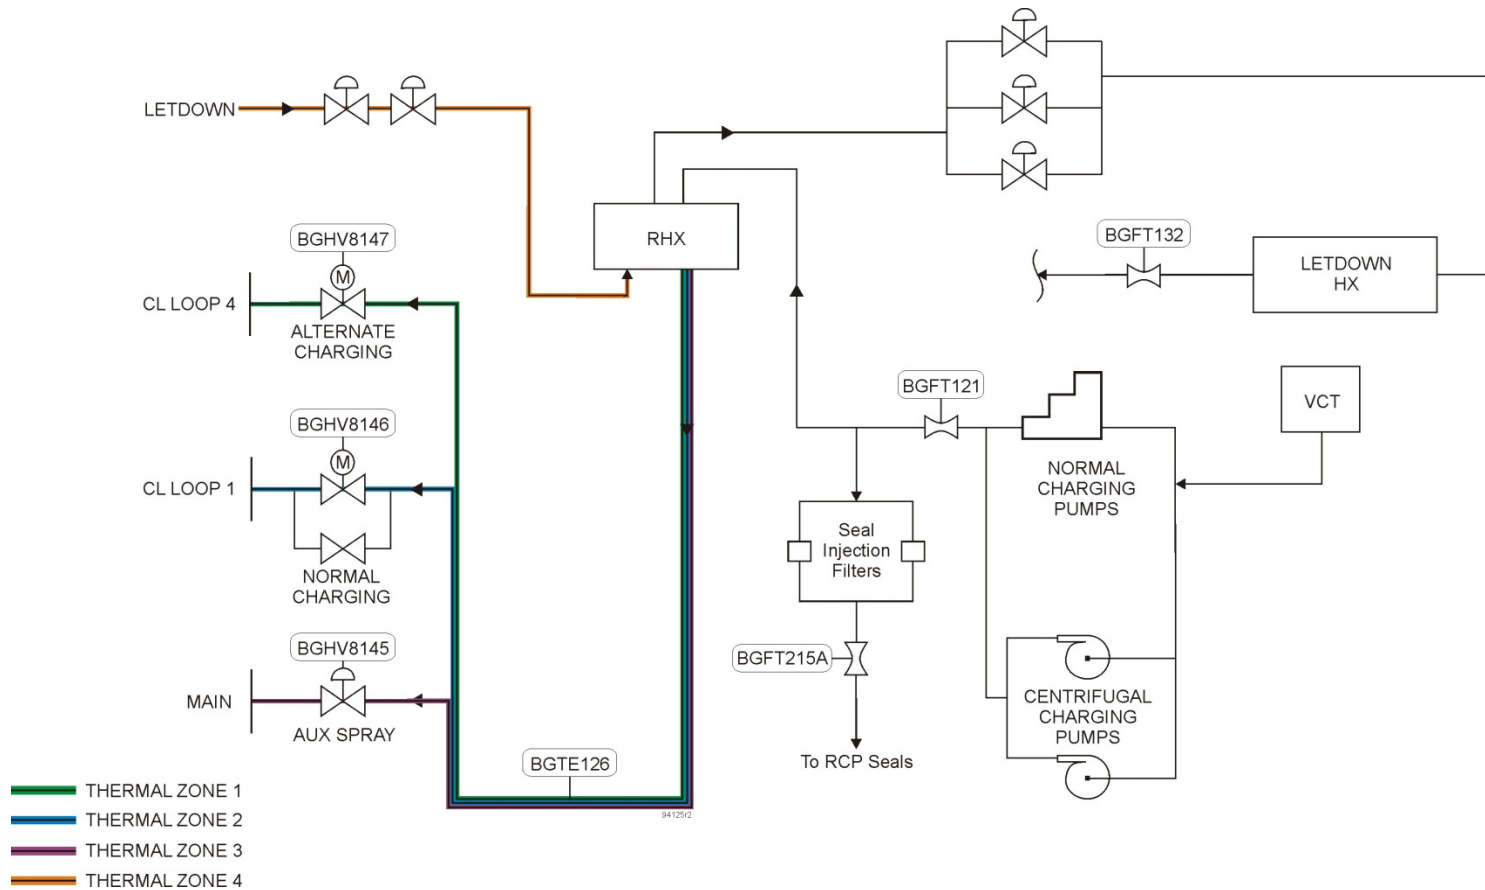 LETDOWN
RHX
BGHV8147
M
CL LOOP 4
ALTERNATE
CHARGING
BGFT132
LETDOWN
HX
BGHV8146
M
CL LOOP 1
NORMAL
CHARGING
BGFT121
VCT
NORMAL
CHARGING
PUMPS
Seal
Injection
Filters
BGHV8145
MAIN
AUX SPRAY
BGFT215A
CENTRIFUGAL
CHARGING
PUMPS
To RCP Seals
BGTE126
94125r2
THERMAL ZONE 1
THERMAL ZONE 2
THERMAL ZONE 3
THERMAL ZONE 4